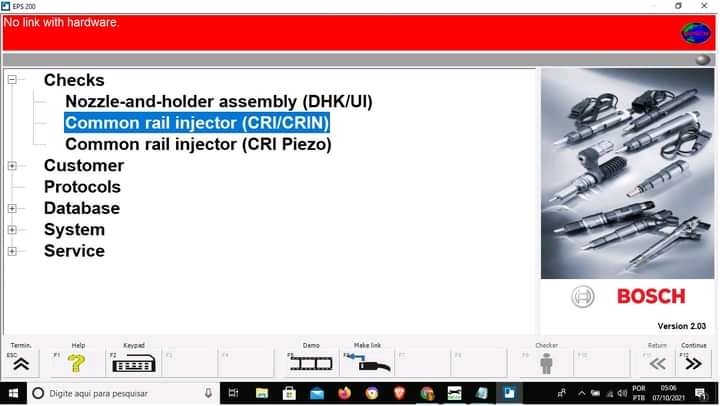 EPS 200
No link with hardware.
Checks
Nozzle-and-holder assembly (DHK/UI)
Common rail injector (CRI/CRIN)
Common rail injector (CRI Piezo)
Customer
Protocols
Database
System
Service
BOSCH
Version 2.03
Termin. Help Keypad Demo Make link Checker Return Continue
ESC F1 F2 F3 F4 F5 F6 F7 F8 F9 F10 F11 F12
Digite aqui para pesquisar
POR 05:06
PTB 07/10/2021